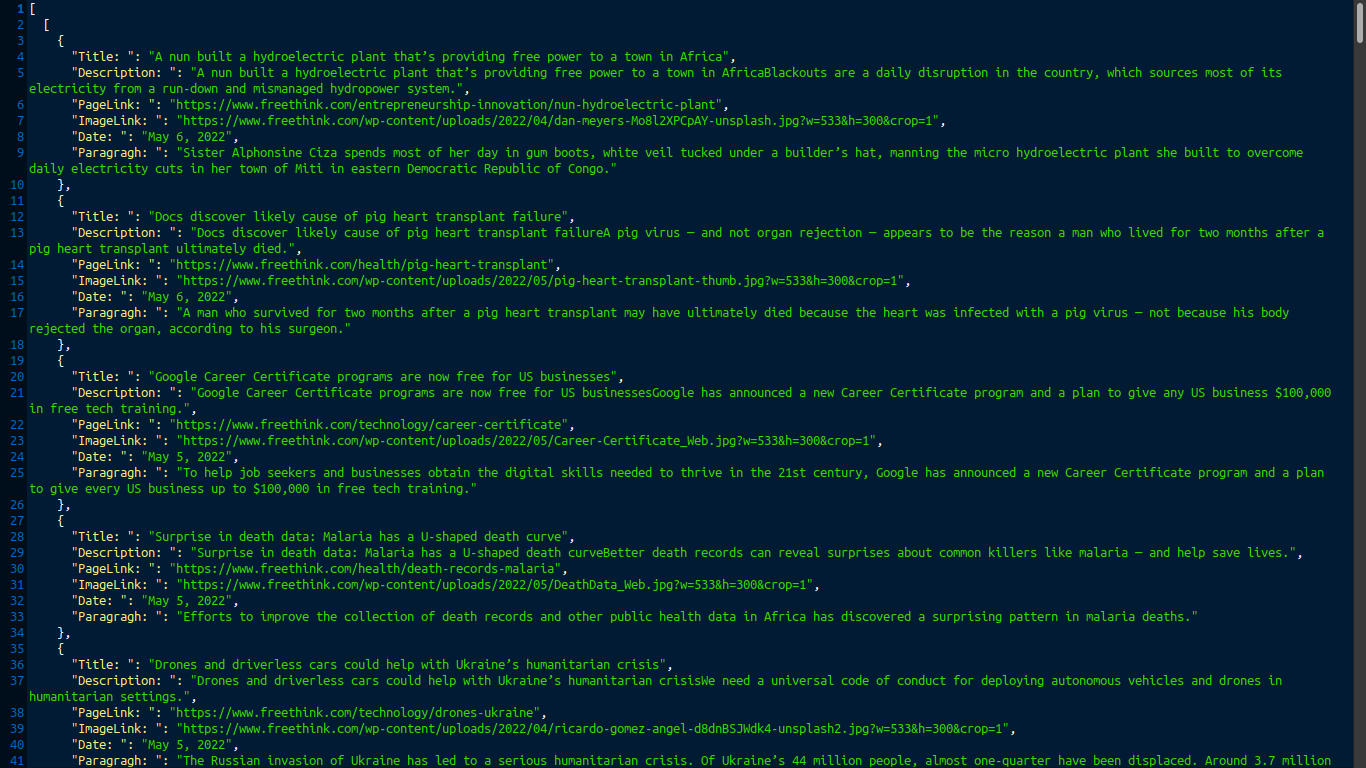 1 [
2 [
3 {
4 "Title: ": "A nun built a hydroelectric plant that’s providing free power to a town in Africa",
5 "Description: ": "A nun built a hydroelectric plant that’s providing free power to a town in AfricaBlackouts are a daily disruption in the country, which sources most of its
electricity from a run-down and mismanaged hydropower system.",
6 "PageLink: ": "https://www.freethink.com/entrepreneurship-innovation/nun-hydroelectric-plant",
7 "ImageLink: ": "https://www.freethink.com/wp-content/uploads/2022/04/dan-meyers-Mo8l2XPCpAY-unsplash.jpg?w=533&h=300&crop=1",
8 "Date: ": "May 6, 2022",
9 "Paragragh: ": "Sister Alphonsine Ciza spends most of her day in gum boots, white veil tucked under a builder’s hat, manning the micro hydroelectric plant she built to overcome
daily electricity cuts in her town of Miti in eastern Democratic Republic of Congo."
10 },
11 {
12 "Title: ": "Docs discover likely cause of pig heart transplant failure",
13 "Description: ": "Docs discover likely cause of pig heart transplant failureA pig virus — and not organ rejection — appears to be the reason a man who lived for two months after a
pig heart transplant ultimately died.",
14 "PageLink: ": "https://www.freethink.com/health/pig-heart-transplant",
15 "ImageLink: ": "https://www.freethink.com/wp-content/uploads/2022/05/pig-heart-transplant-thumb.jpg?w=533&h=300&crop=1",
16 "Date: ": "May 6, 2022",
17 "Paragragh: ": "A man who survived for two months after a pig heart transplant may have ultimately died because the heart was infected with a pig virus — not because his body
rejected the organ, according to his surgeon."
18 },
19 {
20 "Title: ": "Google Career Certificate programs are now free for US businesses",
21 "Description: ": "Google Career Certificate programs are now free for US businessesGoogle has announced a new Career Certificate program and a plan to give any US business $100,000
in free tech training.",
22 "PageLink: ": "https://www.freethink.com/technology/career-certificate",
23 "ImageLink: ": "https://www.freethink.com/wp-content/uploads/2022/05/Career-Certificate_Web.jpg?w=533&h=300&crop=1",
24 "Date: ": "May 5, 2022",
25 "Paragragh: ": "To help job seekers and businesses obtain the digital skills needed to thrive in the 21st century, Google has announced a new Career Certificate program and a plan
to give every US business up to $100,000 in free tech training."
26 },
27 {
28 "Title: ": "Surprise in death data: Malaria has a U-shaped death curve",
29 "Description: ": "Surprise in death data: Malaria has a U-shaped death curveBetter death records can reveal surprises about common killers like malaria — and help save lives.",
30 "PageLink: ": "https://www.freethink.com/health/death-records-malaria",
31 "ImageLink: ": "https://www.freethink.com/wp-content/uploads/2022/05/DeathData_Web.jpg?w=533&h=300&crop=1",
32 "Date: ": "May 5, 2022",
33 "Paragragh: ": "Efforts to improve the collection of death records and other public health data in Africa has discovered a surprising pattern in malaria deaths."
34 },
35 {
36 "Title: ": "Drones and driverless cars could help with Ukraine’s humanitarian crisis",
37 "Description: ": "Drones and driverless cars could help with Ukraine’s humanitarian crisisWe need a universal code of conduct for deploying autonomous vehicles and drones in
humanitarian settings.",
38 "PageLink: ": "https://www.freethink.com/technology/drones-ukraine",
39 "ImageLink: ": "https://www.freethink.com/wp-content/uploads/2022/04/ricardo-gomez-angel-d8dnBSJWdk4-unsplash2.jpg?w=533&h=300&crop=1",
40 "Date: ": "May 5, 2022",
41 "Paragragh: ": "The Russian invasion of Ukraine has led to a serious humanitarian crisis. Of Ukraine’s 44 million people, almost one-quarter have been displaced. Around 3.7 million